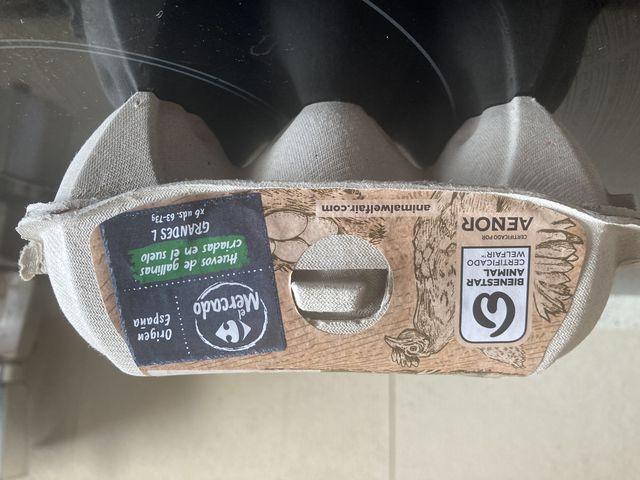 el
Mercado
Origen
España
Huevos de gallinas
criadas en el suelo
GRANDES L
x6 uds. 63-73g
BIENESTAR
ANIMAL
CERTIFICADO
WELFAIR™
CERTIFICADO POR
AENOR
animalwelfair.com